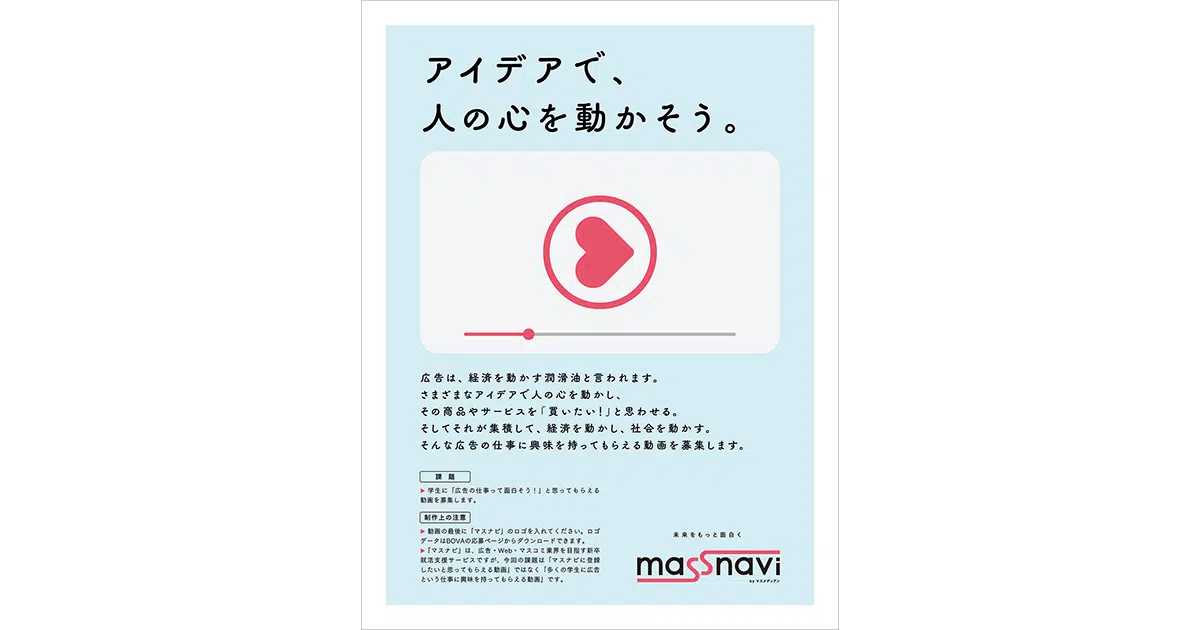 アイデアで、
人の心を動かそう。
広告は、経済を動かす潤滑油と言われます。
さまざまなアイデアで人の心を動かし、
その商品やサービスを「買いたい!」と思わせる。
そしてそれが集積して、経済を動かし、社会を動かす。
そんな広告の仕事に興味を持ってもらえる動画を募集します。
課 題
▶ 学生に「広告の仕事って面白そう!」と思ってもらえる
動画を募集します。
制作上の注意
▶ 動画の最後に「マスナビ」のロゴを入れてください。ロゴ
データはBOVAの応募ページからダウンロードできます。
▶「マスナビ」は、広告・Web・マスコミ業界を目指す新卒
就活支援サービスですが、今回の課題は「マスナビに登録
したいと思ってもらえる動画」ではなく「多くの学生に広告
という仕事に興味を持ってもらえる動画」です。
未来をもっと面白く
massnavi
by マスメディアン